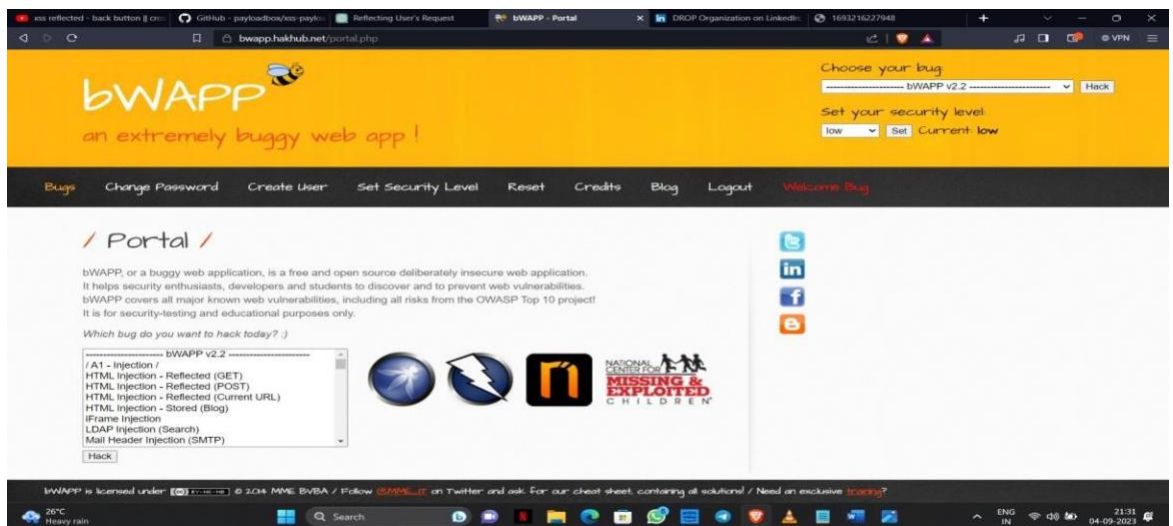 xss reflected - back button || cros
GitHub - payloadbox/xss-paylo
Reflecting User's Request
bWAPP - Portal
DROP Organization on LinkedIn:
1693216227948
bwapp.hakhub.net/portal.php
VPN
bWAPP
an extremely buggy web app !
Choose your bug:
---------------------- bWAPP v2.2 ----------------------
Hack
Set your security level:
low
Set
Current: low
Bugs
Change Password
Create User
Set Security Level
Reset
Credits
Blog
Logout
Welcome Bug
/ Portal /
bWAPP, or a buggy web application, is a free and open source deliberately insecure web application.
It helps security enthusiasts, developers and students to discover and to prevent web vulnerabilities.
bWAPP covers all major known web vulnerabilities, including all risks from the OWASP Top 10 project!
It is for security-testing and educational purposes only.
Which bug do you want to hack today? :)
---------------------- bWAPP v2.2 ----------------------
/ A1 - Injection /
HTML Injection - Reflected (GET)
HTML Injection - Reflected (POST)
HTML Injection - Reflected (Current URL)
HTML Injection - Stored (Blog)
iFrame Injection
LDAP Injection (Search)
Mail Header Injection (SMTP)
Hack
NATIONAL
CENTER FOR
MISSING &
EXPLOITED
CHILDREN
bWAPP is licensed under © 2014 MME BVBA / Follow @MME_IT on Twitter and ask for our cheat sheet, containing all solutions! / Need an exclusive training?
26°C
Heavy rain
Search
ENG
IN
21:31
04-09-2023